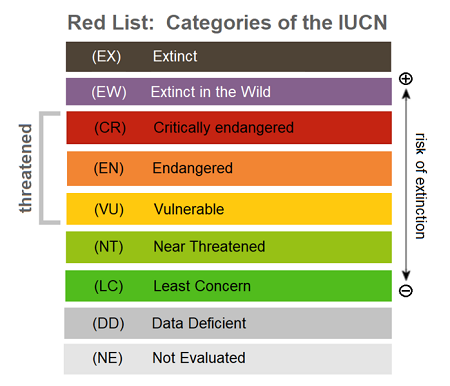 Red List: Categories of the IUCN
(EX) Extinct
(EW) Extinct in the Wild
(CR) Critically endangered
(EN) Endangered
(VU) Vulnerable
(NT) Near Threatened
(LC) Least Concern
(DD) Data Deficient
(NE) Not Evaluated
threatened
+
risk of extinction
-